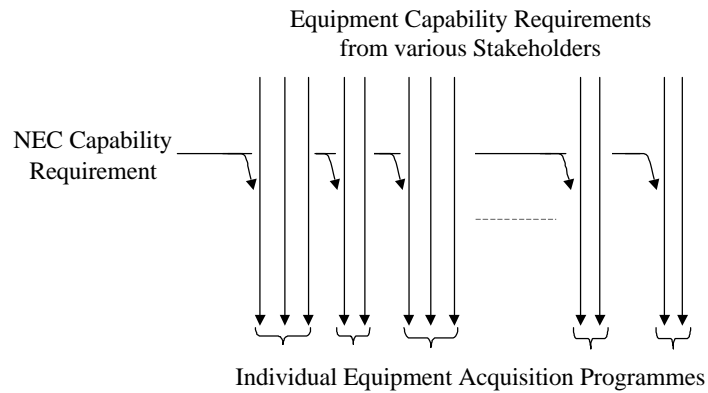 Equipment Capability Requirements
from various Stakeholders
NEC Capability
Requirement
Individual Equipment Acquisition Programmes